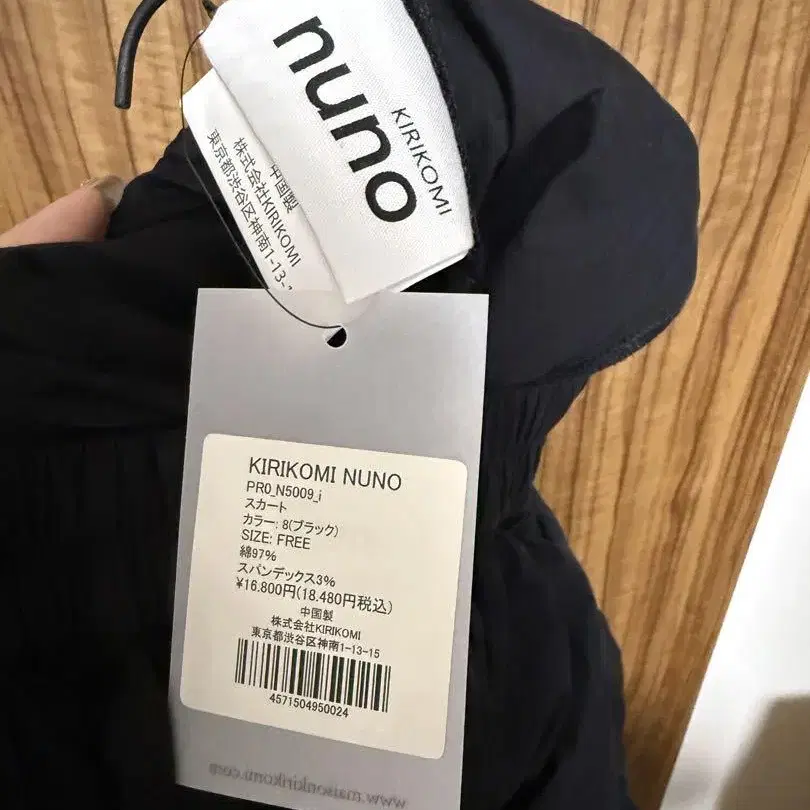 nuno
KIRIKOMI
中国製
株式会社KIRIKOMI
東京都渋谷区神南1-13-
KIRIKOMI NUNO
PR0_N5009_i
スカート
カラー: 8(ブラック)
SIZE: FREE
綿97%
スパンデックス3%
¥16.800円(18.480円税込)
中国製
株式会社KIRIKOMI
東京都渋谷区神南1-13-15
4571504950024
www.maisonkirikomi.com